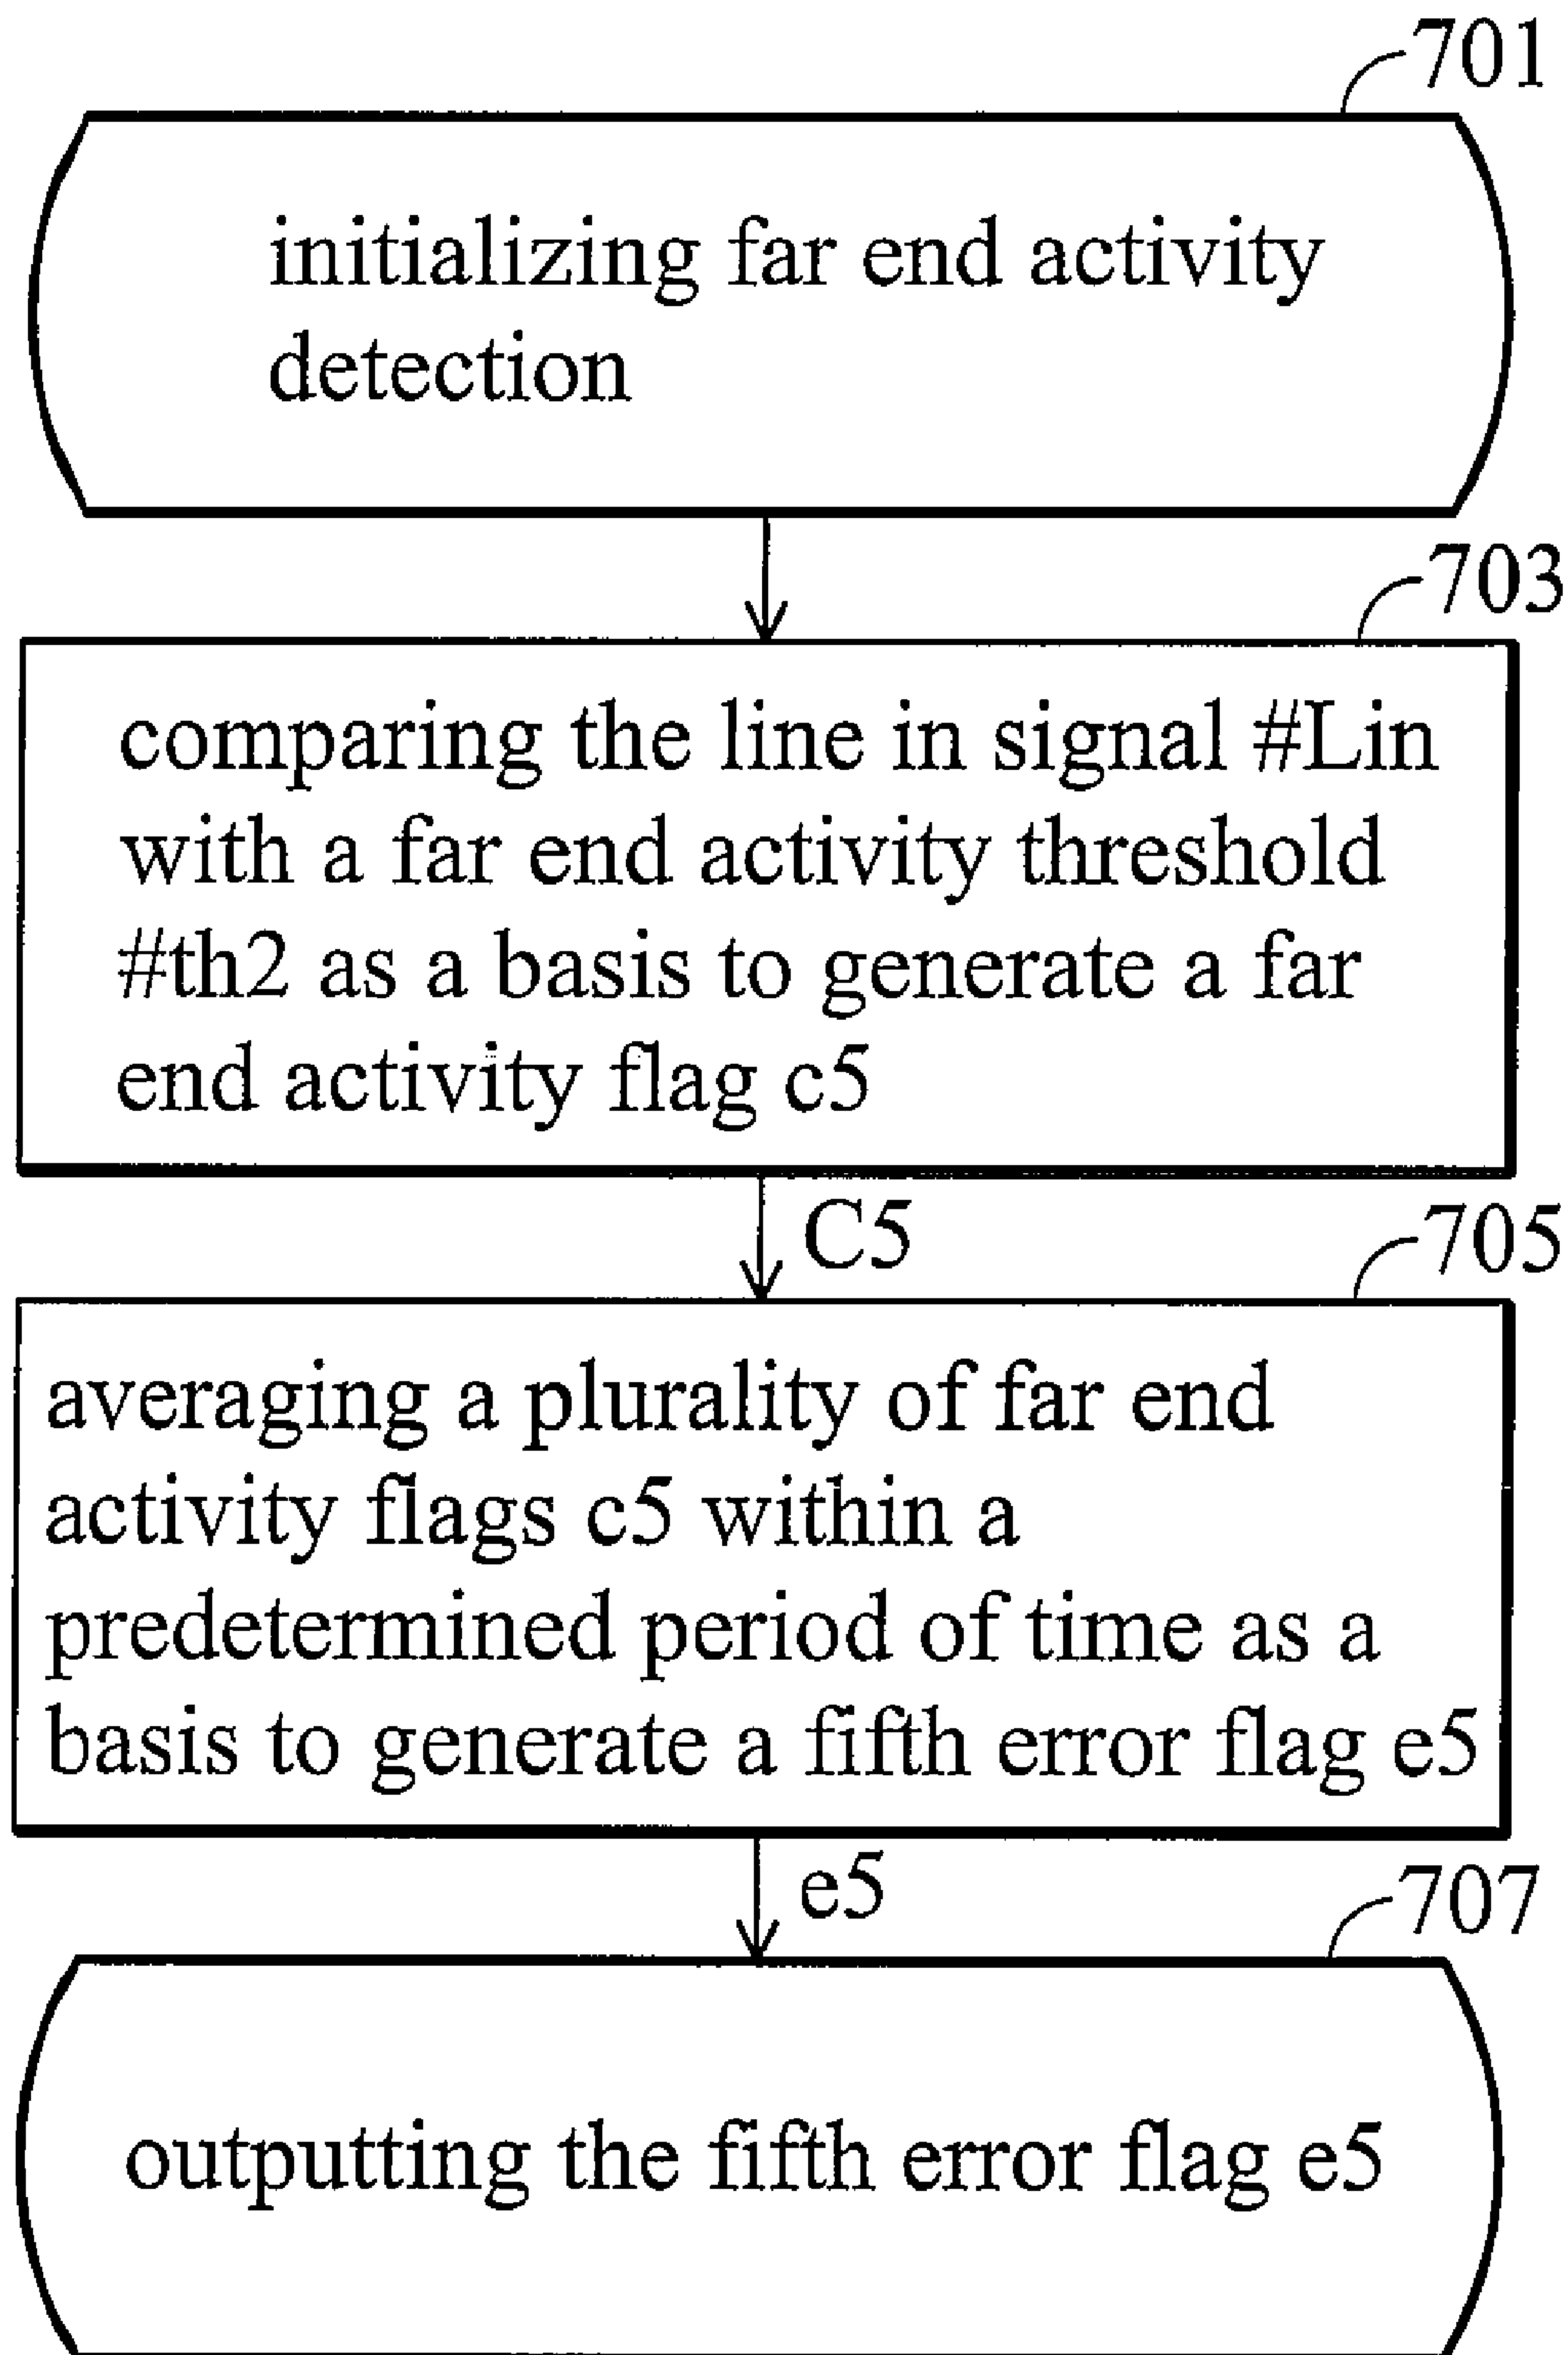 701
initializing far end activity
detection
703
comparing the line in signal #Lin
with a far end activity threshold
#th2 as a basis to generate a far
end activity flag c5
C5
705
averaging a plurality of far end
activity flags c5 within a
predetermined period of time as a
basis to generate a fifth error flag e5
e5
707
outputting the fifth error flag e5